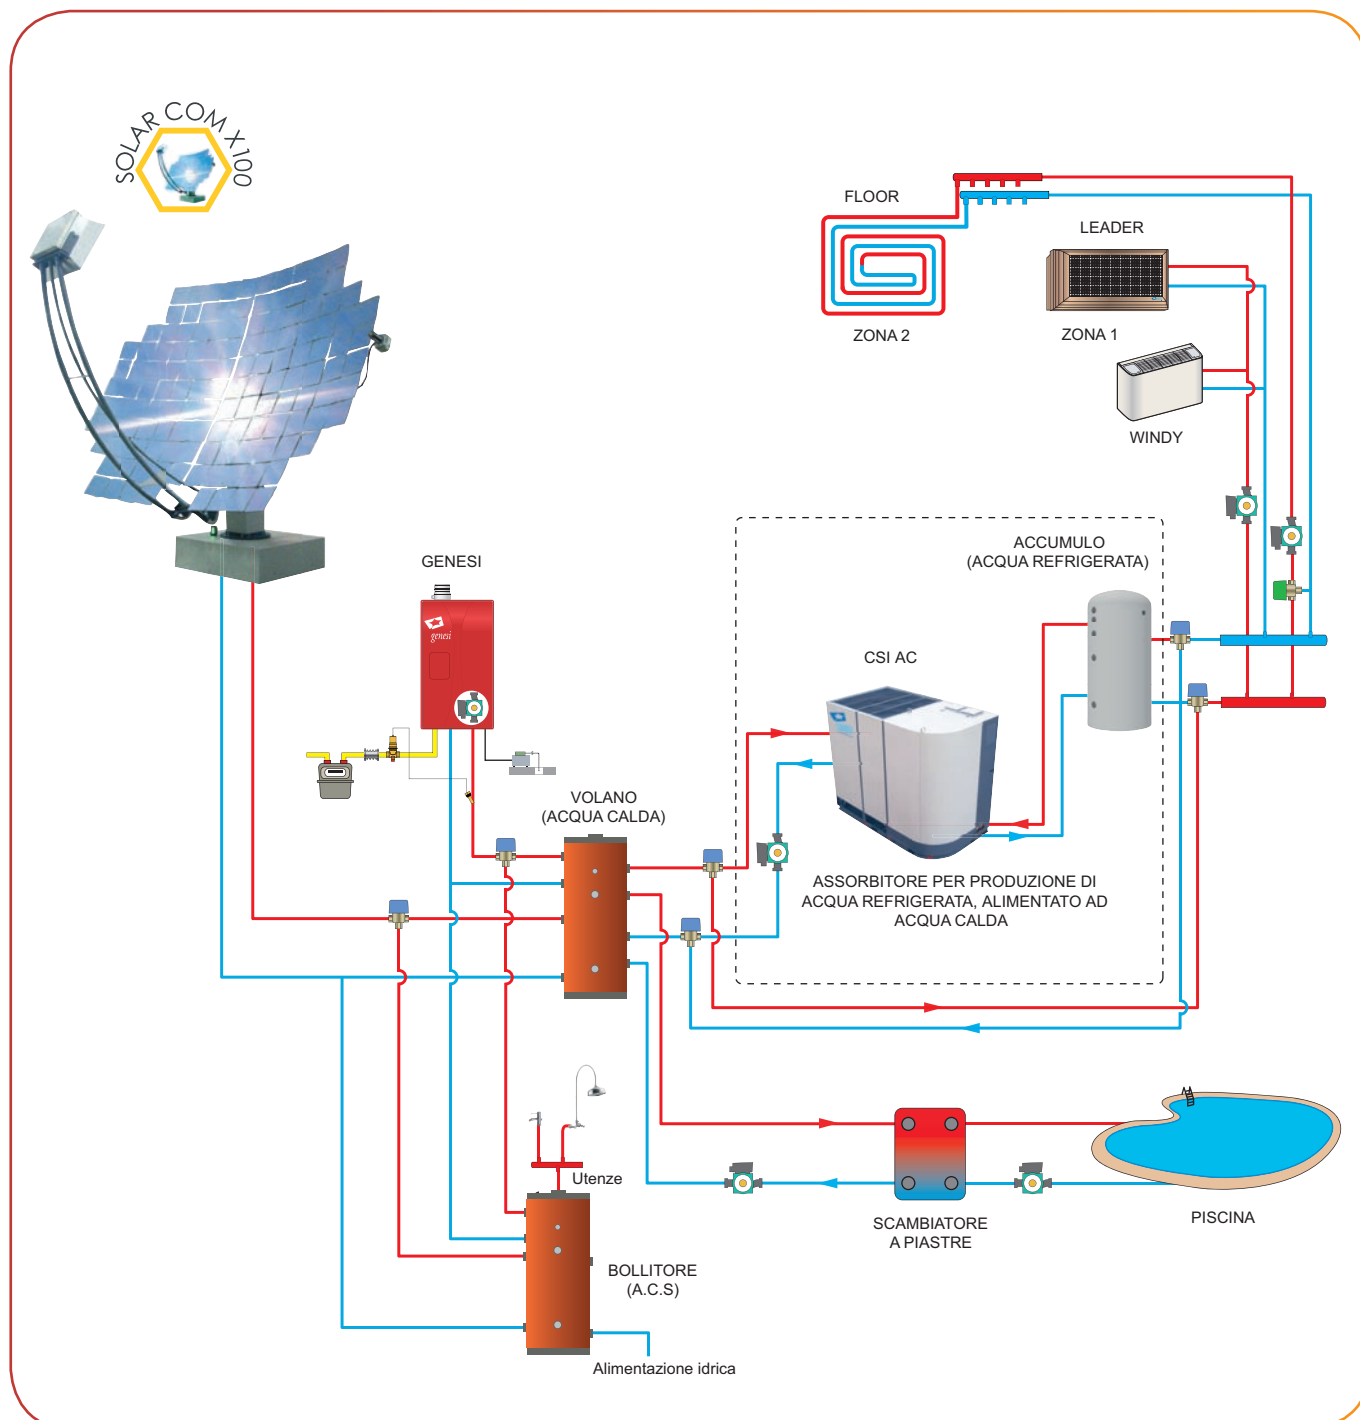 SOLAR COM X100
FLOOR
LEADER
ZONA 2
ZONA 1
WINDY
GENESI
genesi
ACCUMULO
(ACQUA REFRIGERATA)
CSI AC
VOLANO
(ACQUA CALDA)
ASSORBITORE PER PRODUZIONE DI
ACQUA REFRIGERATA, ALIMENTATO AD
ACQUA CALDA
Utenze
SCAMBIATORE
A PIASTRE
PISCINA
BOLLITORE
(A.C.S)
Alimentazione idrica